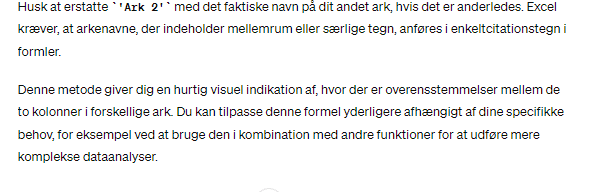 Husk at erstatte `'Ark 2'` med det faktiske navn på dit andet ark, hvis det er anderledes. Excel
kræver, at arkenavne, der indeholder mellemrum eller særlige tegn, anføres i enkeltcitationstegn i
formler.
Denne metode giver dig en hurtig visuel indikation af, hvor der er overensstemmelser mellem de
to kolonner i forskellige ark. Du kan tilpasse denne formel yderligere afhængigt af dine specifikke
behov, for eksempel ved at bruge den i kombination med andre funktioner for at udføre mere
komplekse dataanalyser.